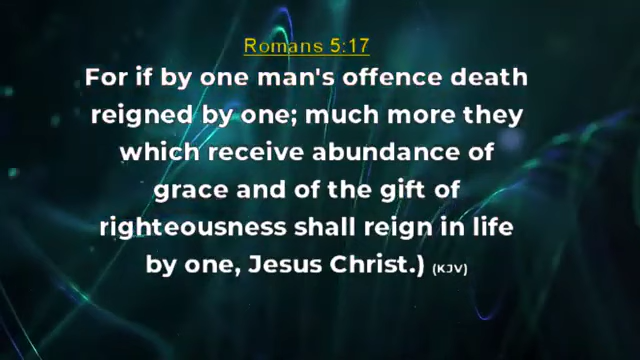 Romans 5:17
For if by one man's offence death
reigned by one; much more they
which receive abundance of
grace and of the gift of
righteousness shall reign in life
by one, Jesus Christ.) (KJV)